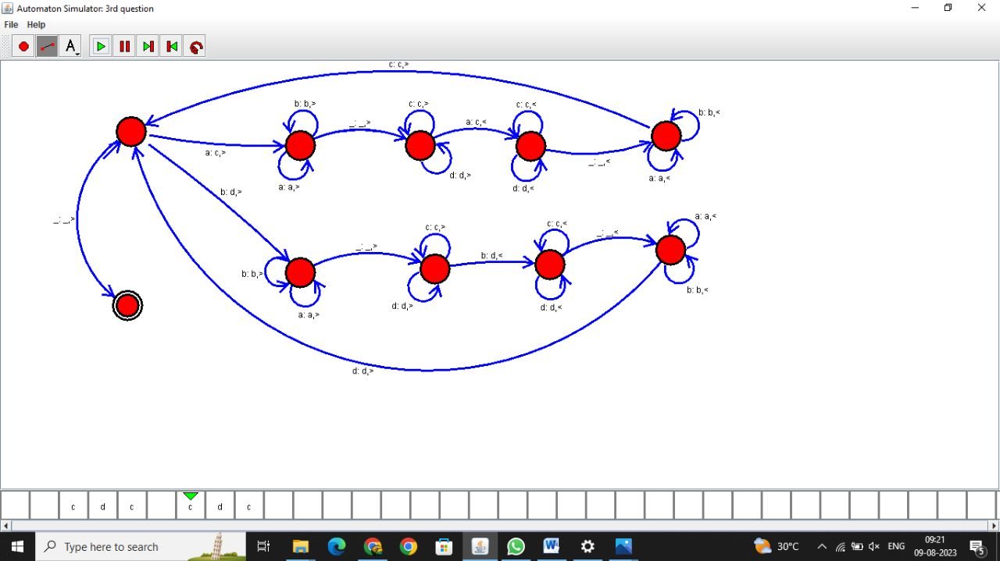 Automaton Simulator: 3rd question
File Help
A
c: c,>
b: b,>
c: c,>
c: c,<
b: b,<
_: _,>
a: c,<
a: c,>
_: _,<
a: a,>
d: d,>
d: d,<
a: a,<
b: d,>
_: _,>
a: a,<
c: c,>
c: c,<
_: _,<
_: _,>
b: d,<
b: b,>
b: b,<
a: a,>
d: d,>
d: d,<
d: d,>
c d c c d c
Type here to search
W
30°C
ENG
09:21
09-08-2023
5